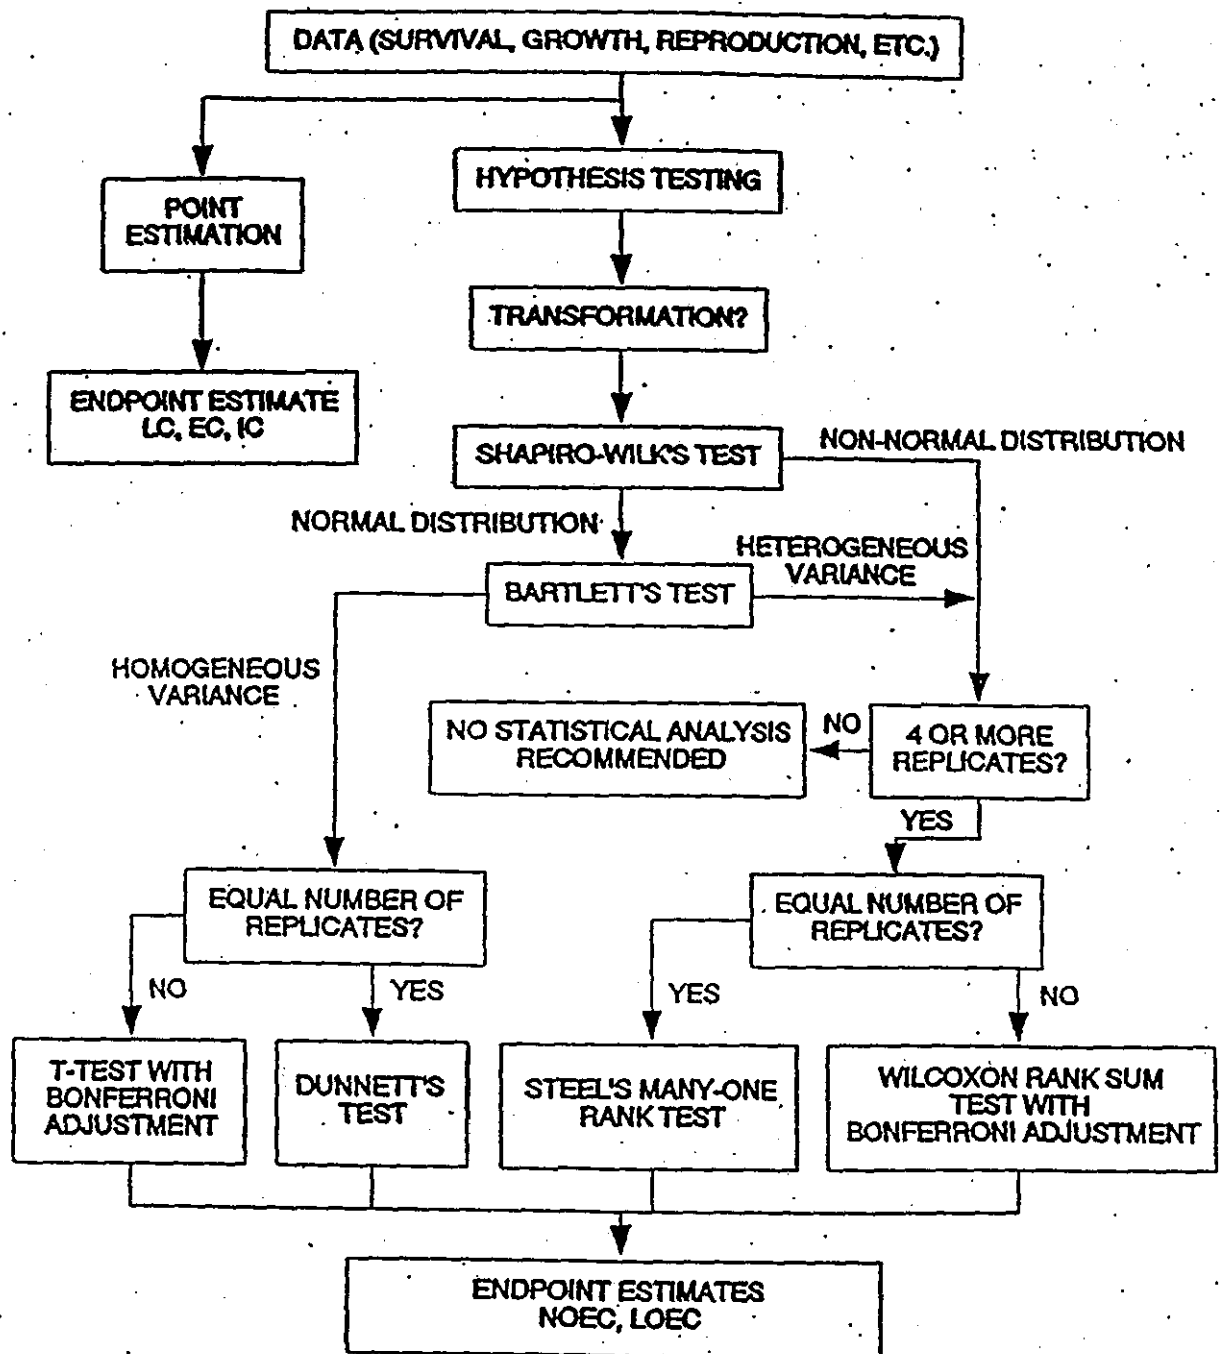 DATA (SURVIVAL, GROWTH, REPRODUCTION, ETC.)
HYPOTHESIS TESTING
POINT
ESTIMATION
TRANSFORMATION?
ENDPOINT ESTIMATE
LC, EC, IC
SHAPIRO-WILK'S TEST
NON-NORMAL DISTRIBUTION
NORMAL DISTRIBUTION
HETEROGENEOUS
VARIANCE
BARTLETT'S TEST
HOMOGENEOUS
VARIANCE
NO STATISTICAL ANALYSIS
RECOMMENDED
NO
4 OR MORE
REPLICATES?
YES
EQUAL NUMBER OF
REPLICATES?
EQUAL NUMBER OF
REPLICATES?
NO
YES
YES
NO
T-TEST WITH
BONFERRONI
ADJUSTMENT
DUNNETT'S
TEST
STEEL'S MANY-ONE
RANK TEST
WILCOXON RANK SUM
TEST WITH
BONFERRONI ADJUSTMENT
ENDPOINT ESTIMATES
NOEC, LOEC